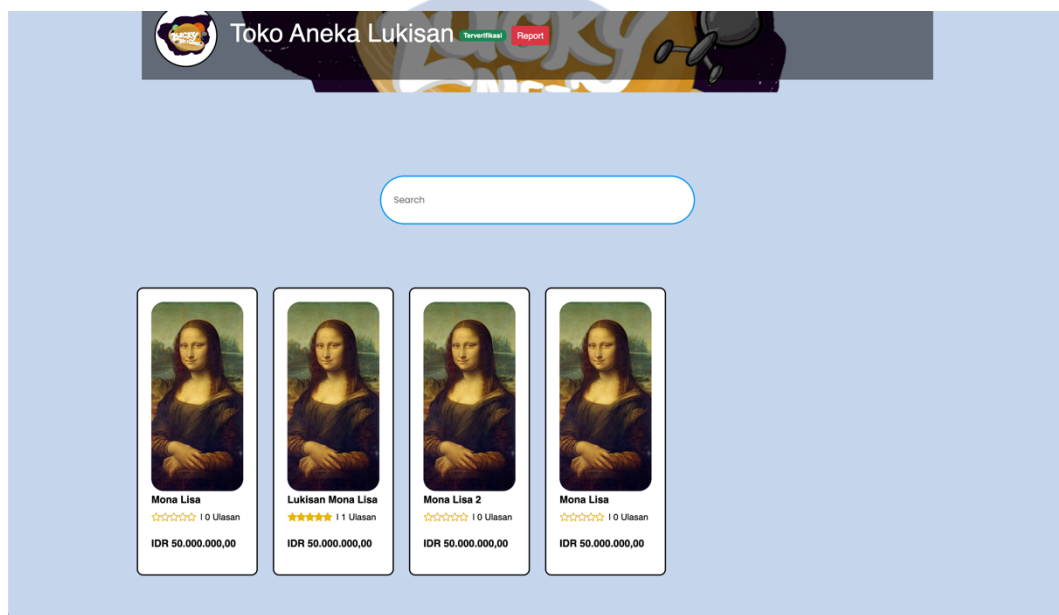 Toko Aneka Lukisan Terverifikasi Report
Search
Mona Lisa
0 Ulasan
IDR 50.000.000,00
Lukisan Mona Lisa
1 Ulasan
IDR 50.000.000,00
Mona Lisa 2
0 Ulasan
IDR 50.000.000,00
Mona Lisa
0 Ulasan
IDR 50.000.000,00